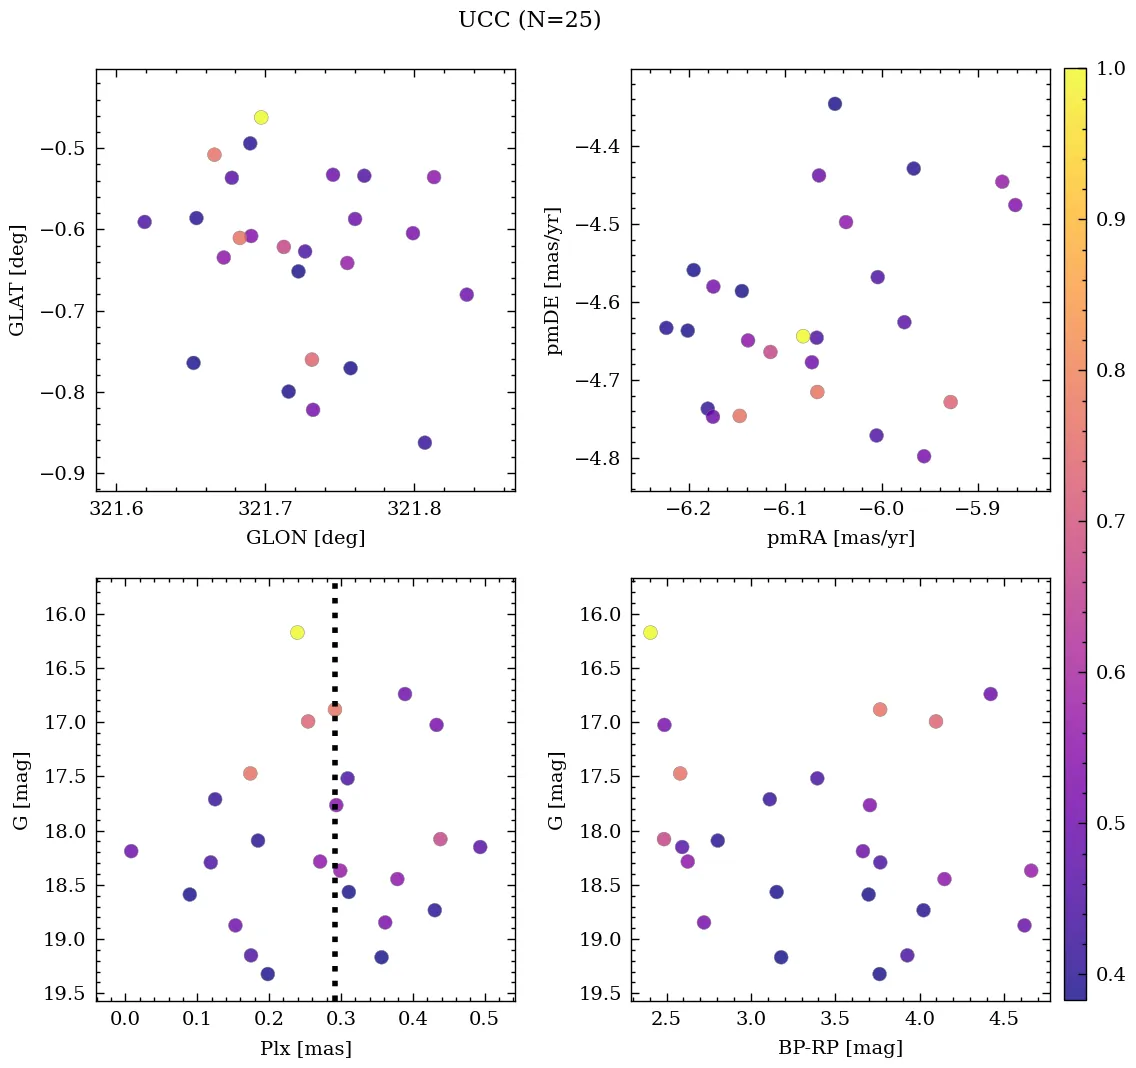 UCC (N=25)
−0.5
−0.6
−0.7
−0.8
−0.9
GLAT [deg]
321.6 321.7 321.8
GLON [deg]
−4.4
−4.5
−4.6
−4.7
−4.8
pmDE [mas/yr]
−6.2 −6.1 −6.0 −5.9
pmRA [mas/yr]
16.0
16.5
17.0
17.5
18.0
18.5
19.0
19.5
G [mag]
0.0 0.1 0.2 0.3 0.4 0.5
Plx [mas]
16.0
16.5
17.0
17.5
18.0
18.5
19.0
19.5
G [mag]
2.5 3.0 3.5 4.0 4.5
BP-RP [mag]
1.0
0.9
0.8
0.7
0.6
0.5
0.4